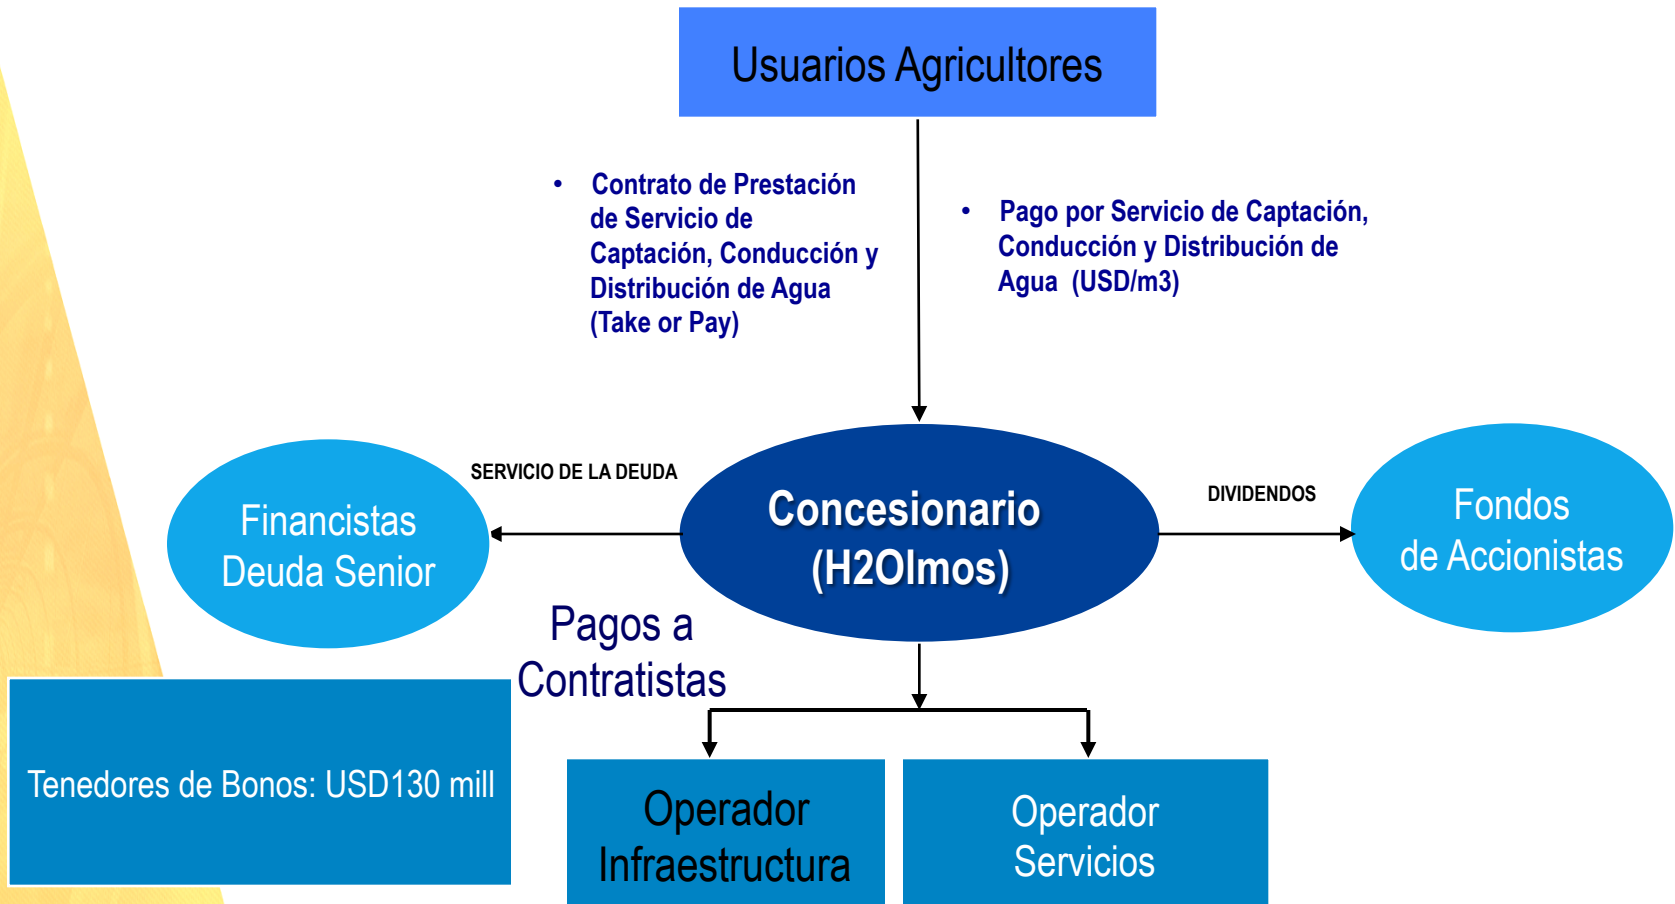 Usuarios Agricultores
• Contrato de Prestación
de Servicio de
Captación, Conducción y
Distribución de Agua
(Take or Pay)
• Pago por Servicio de Captación,
Conducción y Distribución de
Agua (USD/m3)
SERVICIO DE LA DEUDA
DIVIDENDOS
Financistas
Deuda Senior
Concesionario
(H2Olmos)
Fondos
de Accionistas
Pagos a
Contratistas
Tenedores de Bonos: USD130 mill
Operador
Infraestructura
Operador
Servicios